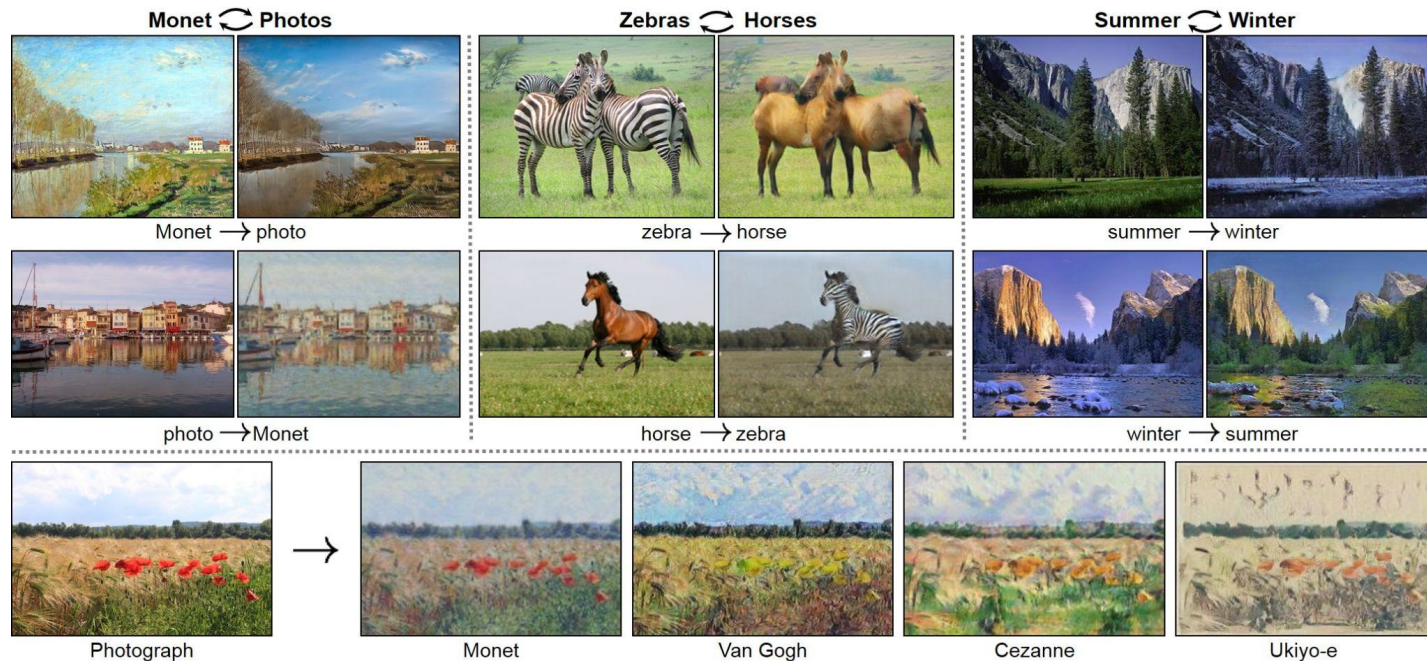 Monet Photos
Zebras Horses
Summer Winter
Monet → photo
zebra → horse
summer → winter
photo → Monet
horse → zebra
winter → summer
Photograph
Monet
Van Gogh
Cezanne
Ukiyo-e